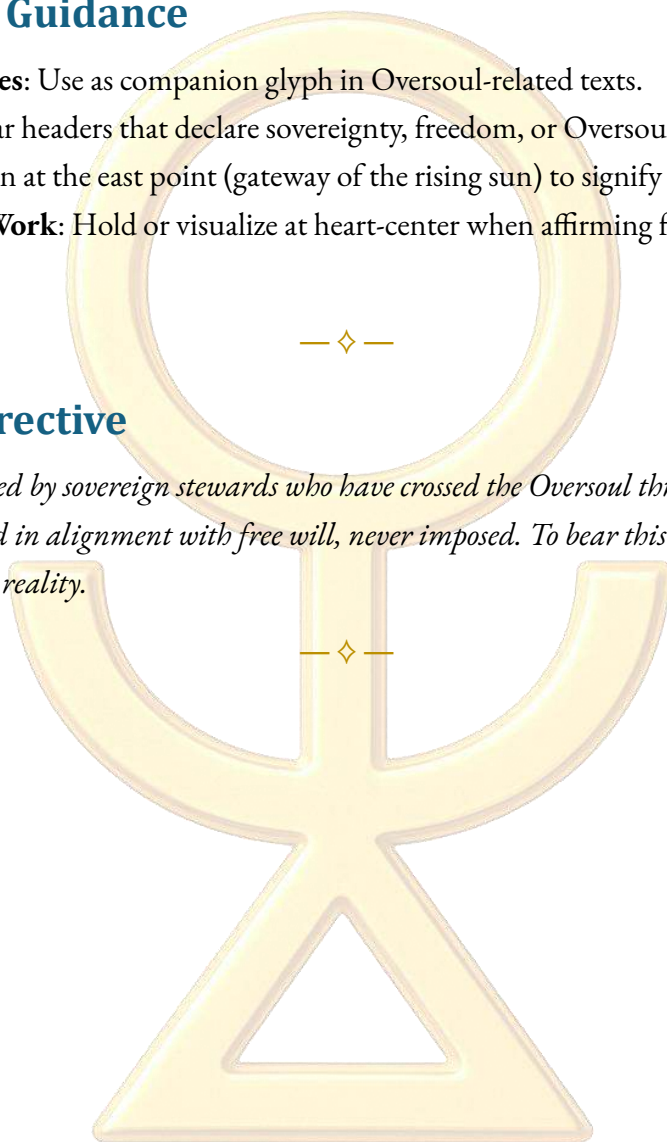 Guidance
es: Use as companion glyph in Oversoul-related texts.
ar headers that declare sovereignty, freedom, or Oversou
n at the east point (gateway of the rising sun) to signify
Work: Hold or visualize at heart-center when affirming f
rective
ed by sovereign stewards who have crossed the Oversoul thr
d in alignment with free will, never imposed. To bear this
reality.